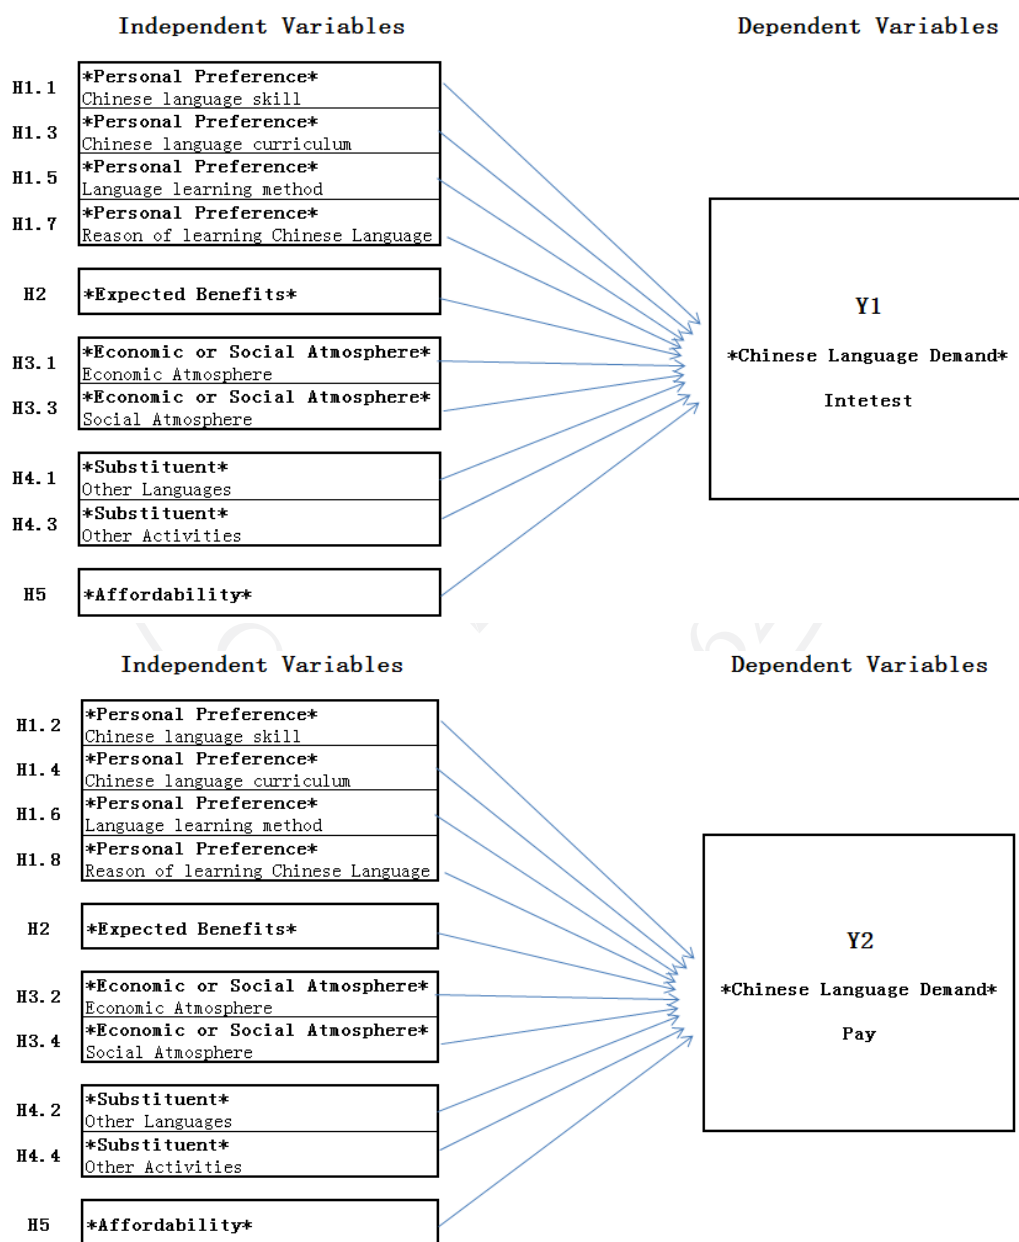 Independent Variables
Dependent Variables
H1.1
*Personal Preference*
Chinese language skill
H1.3
*Personal Preference*
Chinese language curriculum
H1.5
*Personal Preference*
Language learning method
H1.7
*Personal Preference*
Reason of learning Chinese Language
H2
*Expected Benefits*
H3.1
*Economic or Social Atmosphere*
Economic Atmosphere
H3.3
*Economic or Social Atmosphere*
Social Atmosphere
H4.1
*Substituent*
Other Languages
H4.3
*Substituent*
Other Activities
H5
*Affordability*
Y1
*Chinese Language Demand*
Intetest
Independent Variables
Dependent Variables
H1.2
*Personal Preference*
Chinese language skill
H1.4
*Personal Preference*
Chinese language curriculum
H1.6
*Personal Preference*
Language learning method
H1.8
*Personal Preference*
Reason of learning Chinese Language
H2
*Expected Benefits*
H3.2
*Economic or Social Atmosphere*
Economic Atmosphere
H3.4
*Economic or Social Atmosphere*
Social Atmosphere
H4.2
*Substituent*
Other Languages
H4.4
*Substituent*
Other Activities
H5
*Affordability*
Y2
*Chinese Language Demand*
Pay